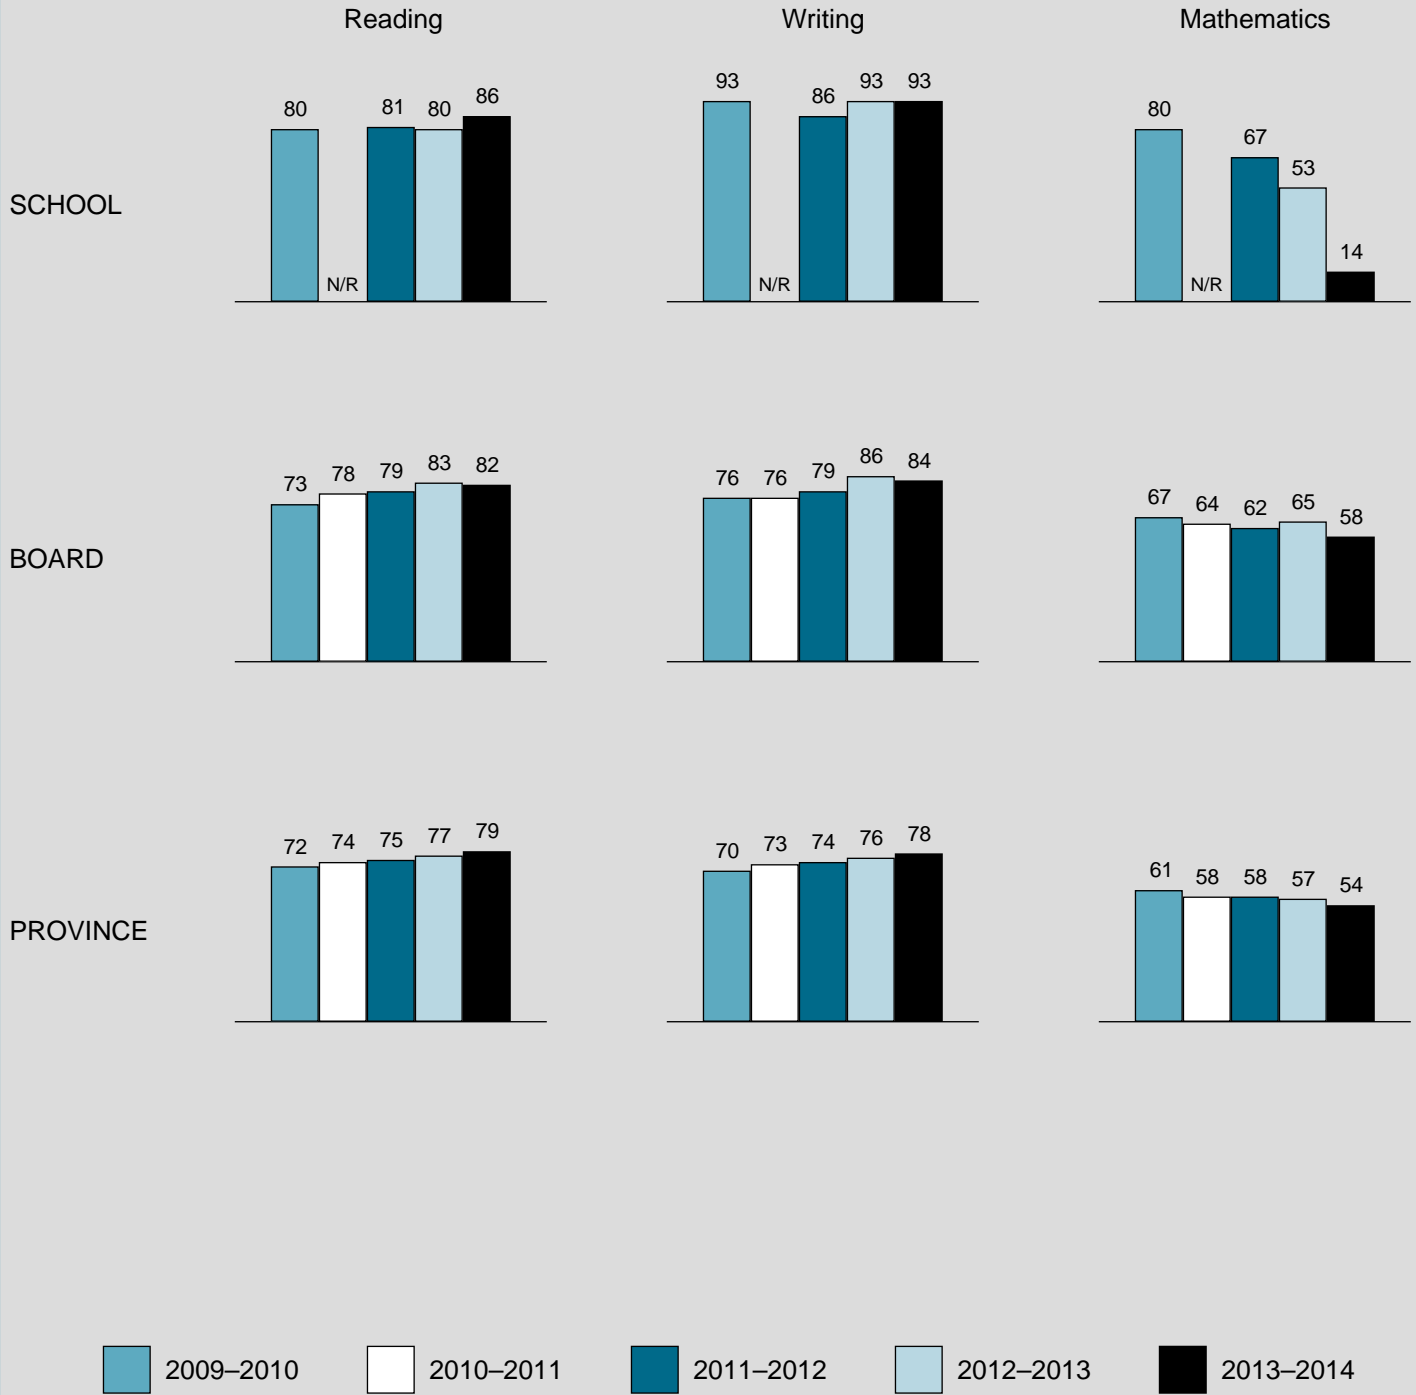 Reading Writing Mathematics
SCHOOL
80 N/R 81 80 86
93 N/R 86 93 93
80 N/R 67 53 14
BOARD
73 78 79 83 82
76 76 79 86 84
67 64 62 65 58
PROVINCE
72 74 75 77 79
70 73 74 76 78
61 58 58 57 54
2009–2010 2010–2011 2011–2012 2012–2013 2013–2014